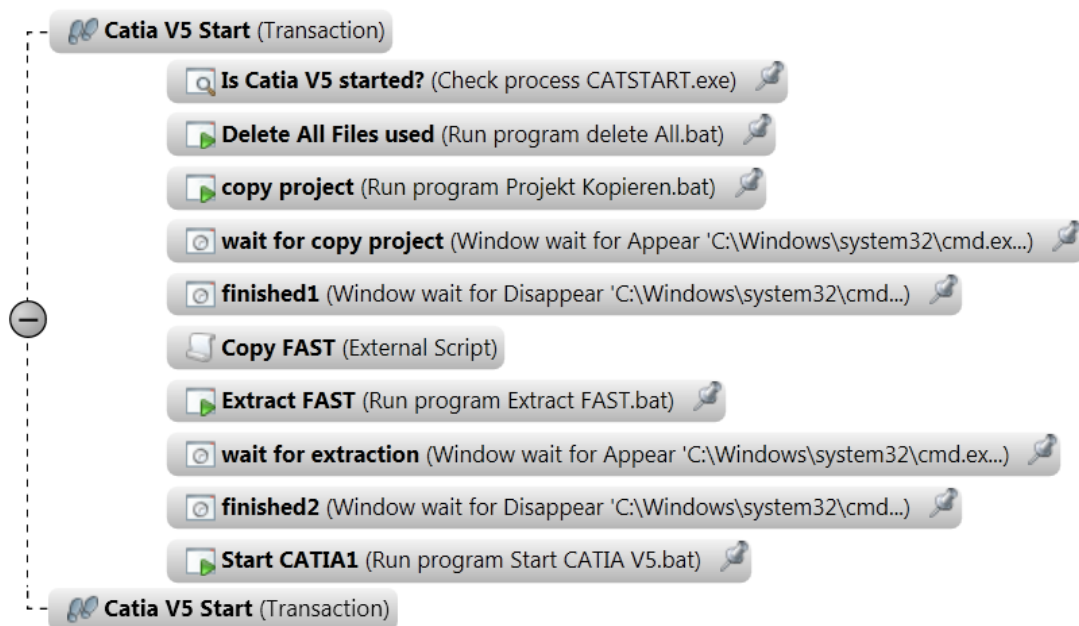 Catia V5 Start (Transaction)
Is Catia V5 started? (Check process CATSTART.exe)
Delete All Files used (Run program delete All.bat)
copy project (Run program Projekt Kopieren.bat)
wait for copy project (Window wait for Appear 'C:\Windows\system32\cmd.ex...)
finished1 (Window wait for Disappear 'C:\Windows\system32\cmd...)
Copy FAST (External Script)
Extract FAST (Run program Extract FAST.bat)
wait for extraction (Window wait for Appear 'C:\Windows\system32\cmd.ex...)
finished2 (Window wait for Disappear 'C:\Windows\system32\cmd...)
Start CATIA1 (Run program Start CATIA V5.bat)
Catia V5 Start (Transaction)